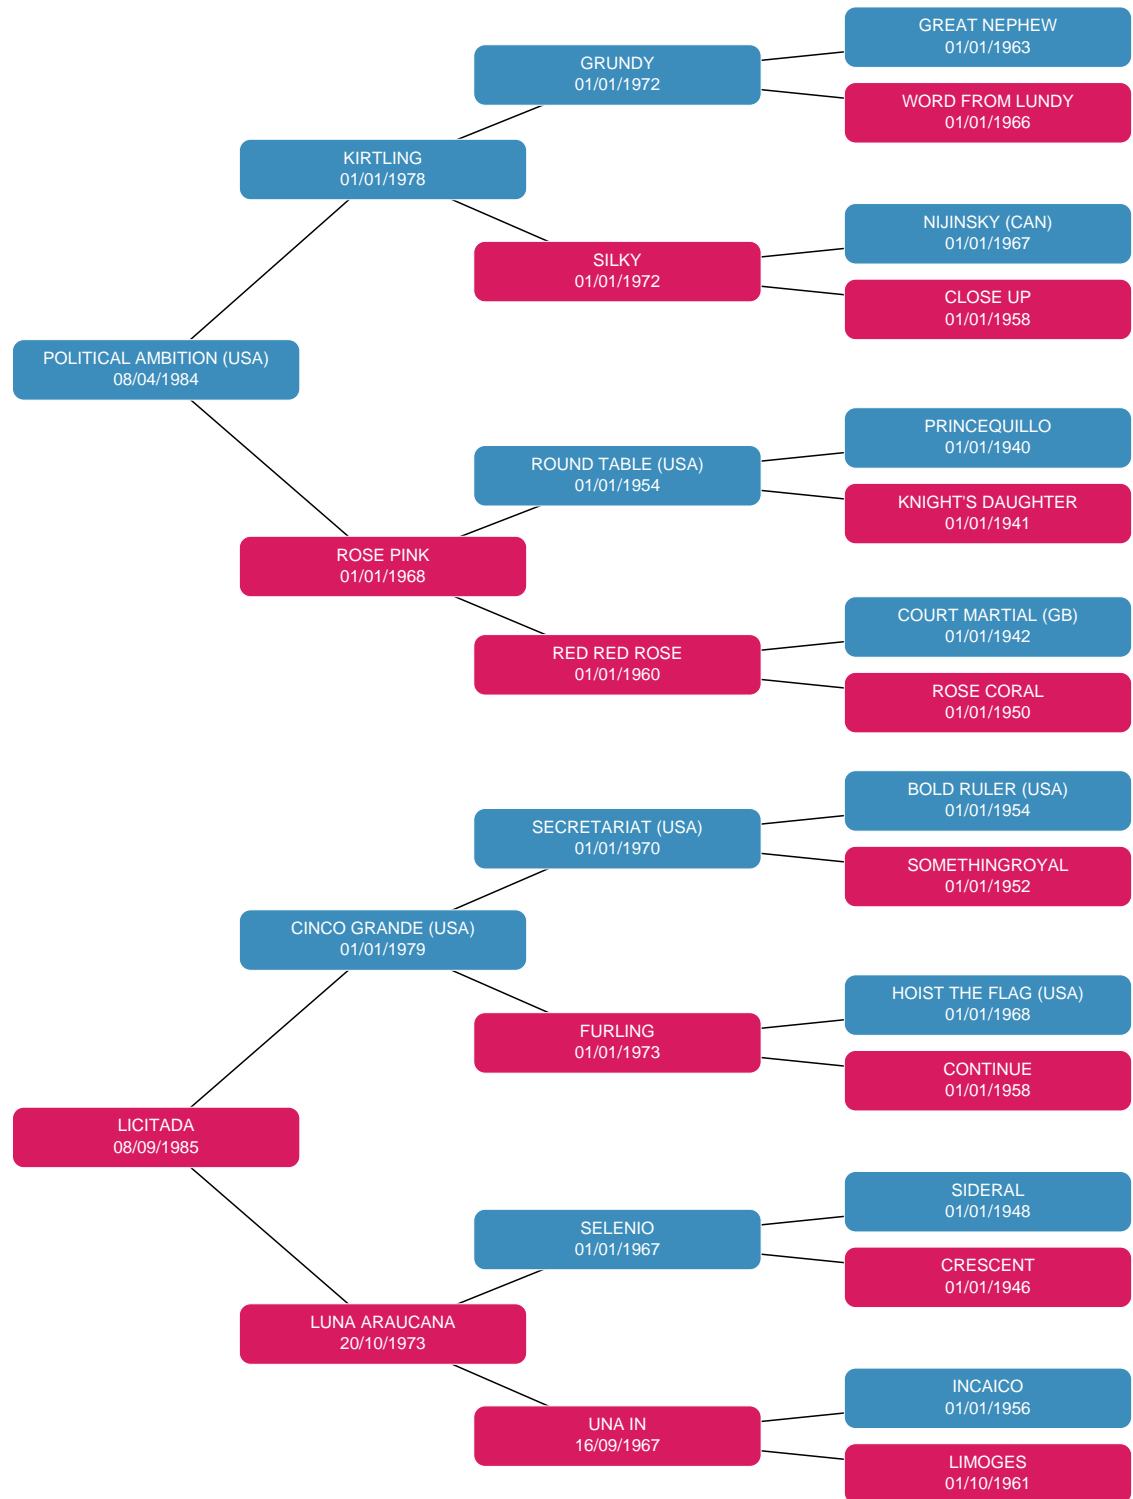 GREAT NEPHEW
01/01/1963
GRUNDY
01/01/1972
WORD FROM LUNDY
01/01/1966
KIRTLING
01/01/1978
NIJINSKY (CAN)
01/01/1967
SILKY
01/01/1972
CLOSE UP
01/01/1958
POLITICAL AMBITION (USA)
08/04/1984
PRINCEQUILLO
01/01/1940
ROUND TABLE (USA)
01/01/1954
KNIGHT'S DAUGHTER
01/01/1941
ROSE PINK
01/01/1968
COURT MARTIAL (GB)
01/01/1942
RED RED ROSE
01/01/1960
ROSE CORAL
01/01/1950
BOLD RULER (USA)
01/01/1954
SECRETARIAT (USA)
01/01/1970
SOMETHINGROYAL
01/01/1952
CINCO GRANDE (USA)
01/01/1979
HOIST THE FLAG (USA)
01/01/1968
FURLING
01/01/1973
CONTINUE
01/01/1958
LICITADA
08/09/1985
SIDERAL
01/01/1948
SELENIO
01/01/1967
CRESCENT
01/01/1946
LUNA ARAUCANA
20/10/1973
INCAICO
01/01/1956
UNA IN
16/09/1967
LIMOGES
01/10/1961